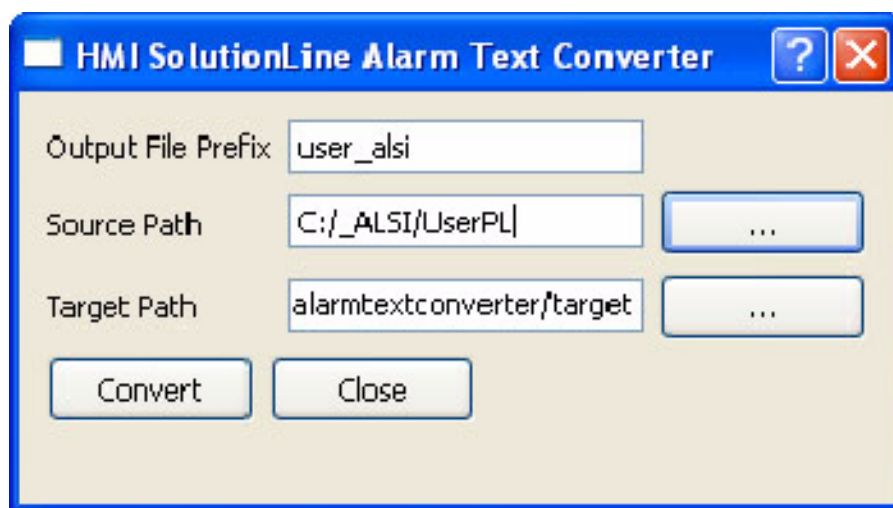 HMI SolutionLine Alarm Text Converter ?
Output File Prefix user_alsi
Source Path C:/_ALSI/UserPL ...
Target Path alarmtextconverter/target ...
Convert Close